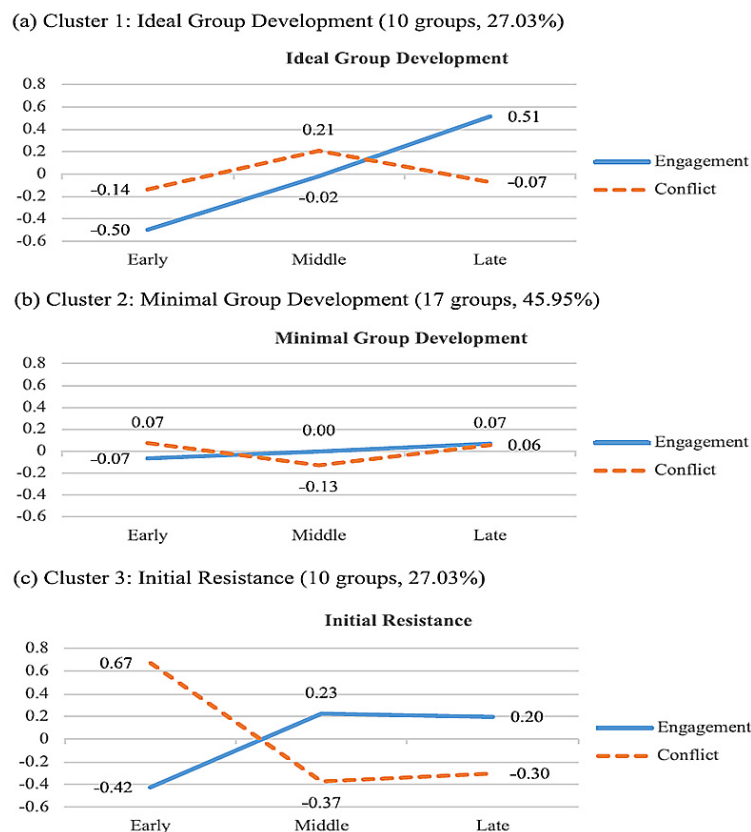 (a) Cluster 1: Ideal Group Development (10 groups, 27.03%)
Ideal Group Development
0.8
0.6
0.4
0.2
0
-0.2
-0.4
-0.6
-0.14
-0.50
0.21
-0.02
0.51
-0.07
Early
Middle
Late
Engagement
Conflict
(b) Cluster 2: Minimal Group Development (17 groups, 45.95%)
Minimal Group Development
0.8
0.6
0.4
0.2
0
-0.2
-0.4
-0.6
0.07
-0.07
0.00
-0.13
0.07
0.06
Early
Middle
Late
Engagement
Conflict
(c) Cluster 3: Initial Resistance (10 groups, 27.03%)
Initial Resistance
0.8
0.6
0.4
0.2
0
-0.2
-0.4
-0.6
0.67
-0.42
0.23
-0.37
0.20
-0.30
Early
Middle
Late
Engagement
Conflict